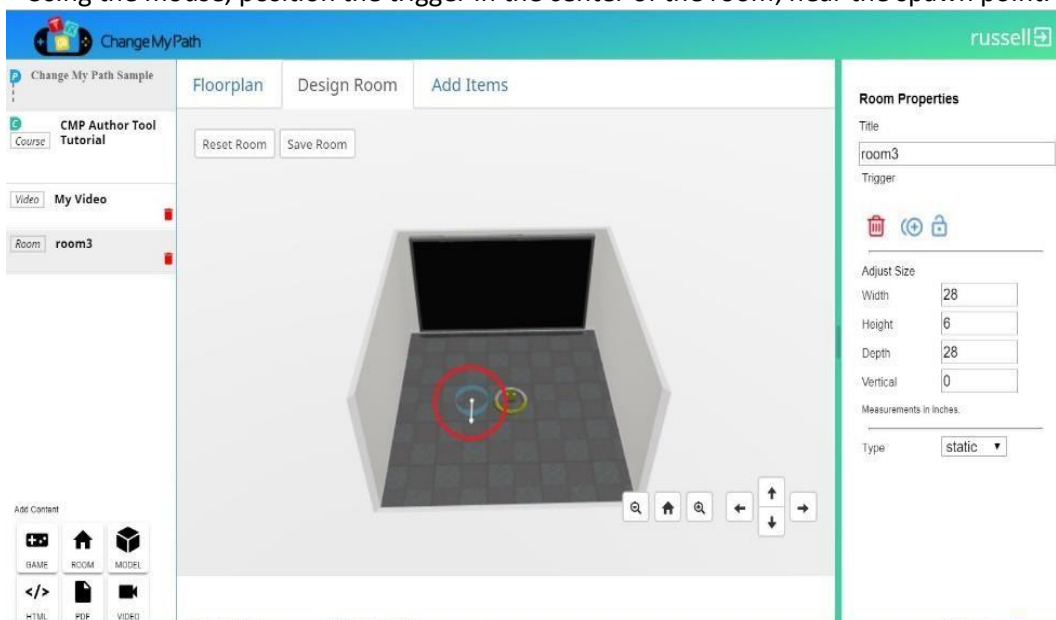 Using the mouse, position the trigger in the center of the room, near the spawn point.
Change My Path
russell
Change My Path Sample
Course
CMP Author Tool
Tutorial
Video
My Video
Room
room3
Floorplan
Design Room
Add Items
Reset Room
Save Room
Room Properties
Title
room3
Trigger
Adjust Size
Width
28
Height
6
Depth
28
Vertical
0
Measurements in inches.
Type
static
Add Content
GAME
ROOM
MODEL
HTML
PDF
VIDEO